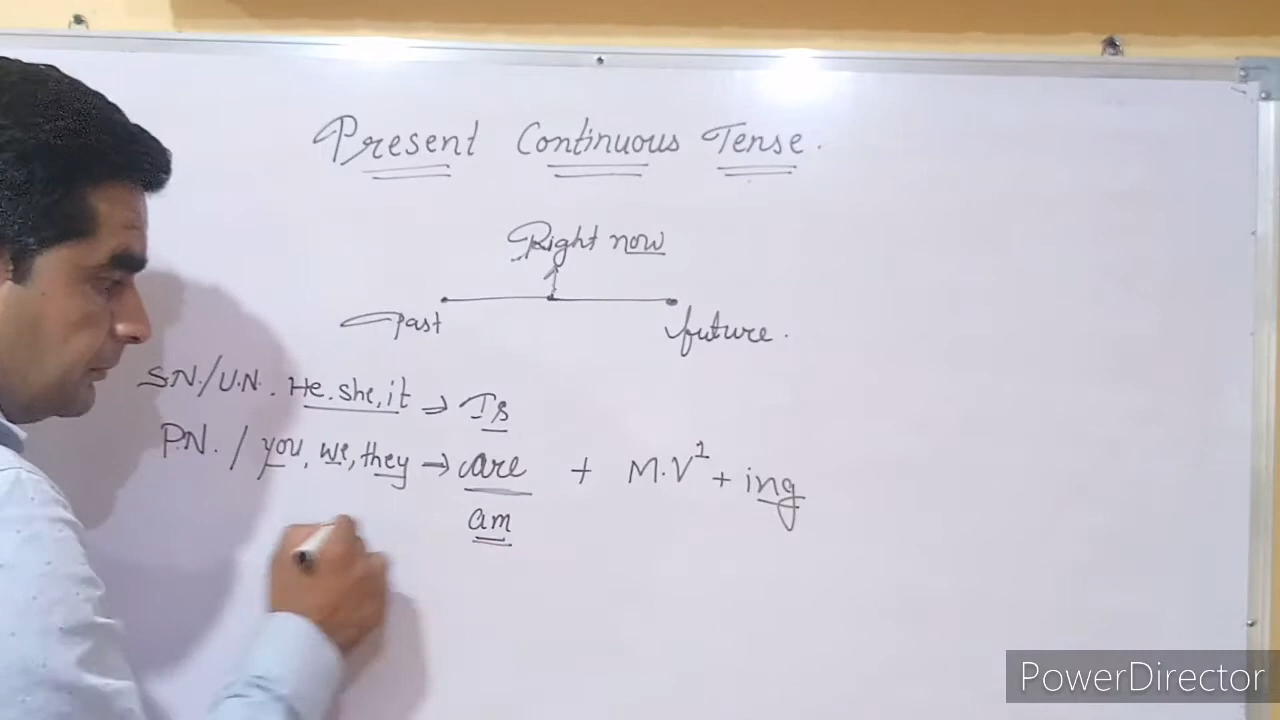 Present Continuous Tense.
Right now
Past
future.
S.N./U.N. He. she, it ⇒ Is
P.N. / you, we, they → are + M.V¹ + ing
am
PowerDirector